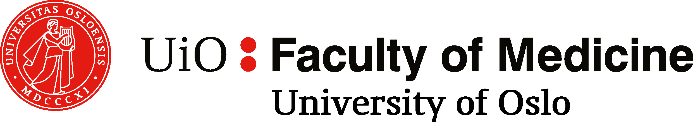 UNIVERSITAS OSLOENSIS
MDCCCXI
UiO : Faculty of Medicine
University of Oslo